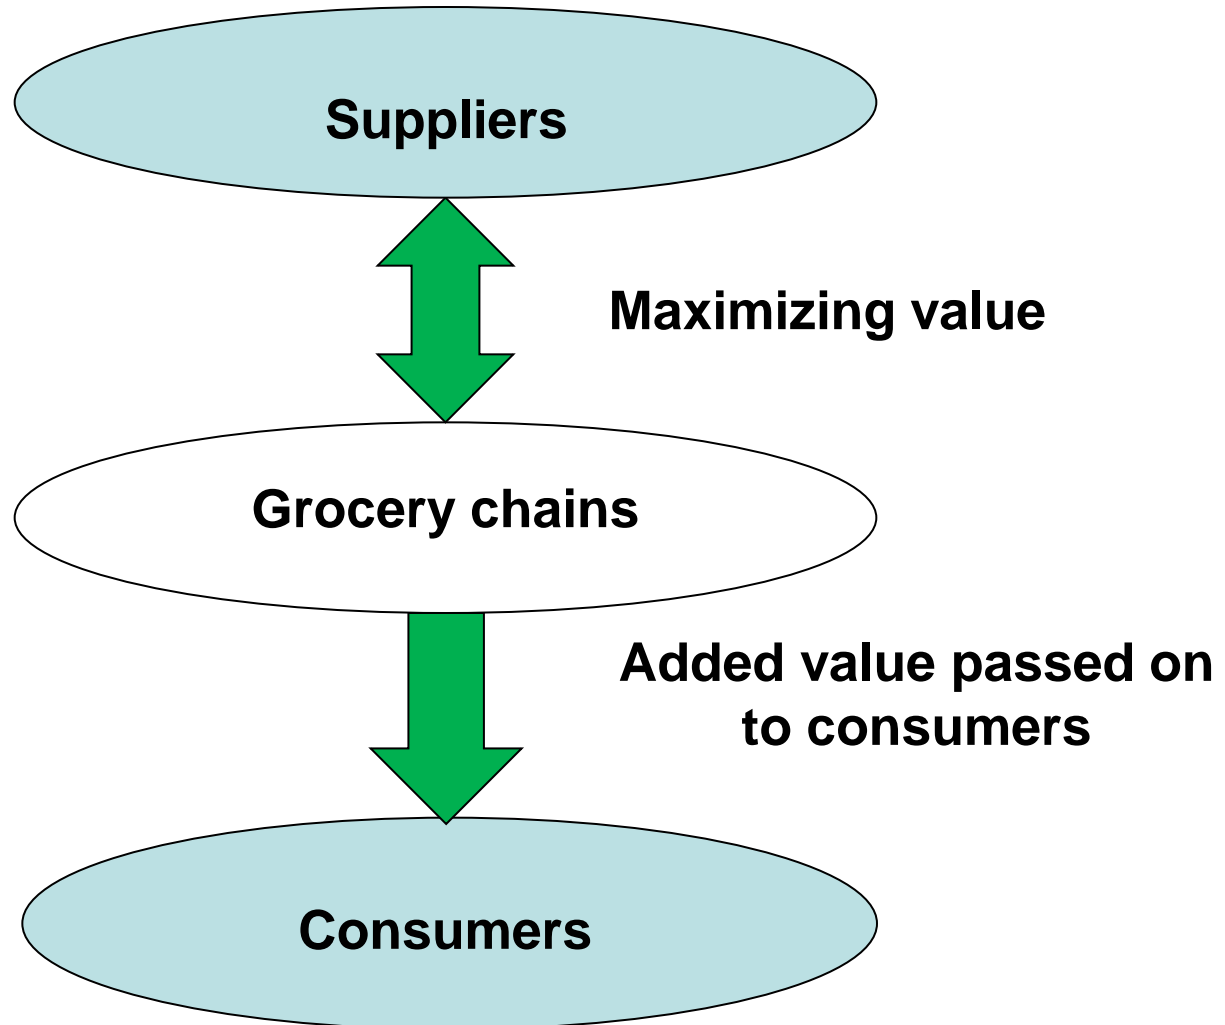 Suppliers
Maximizing value
Grocery chains
Added value passed on
to consumers
Consumers